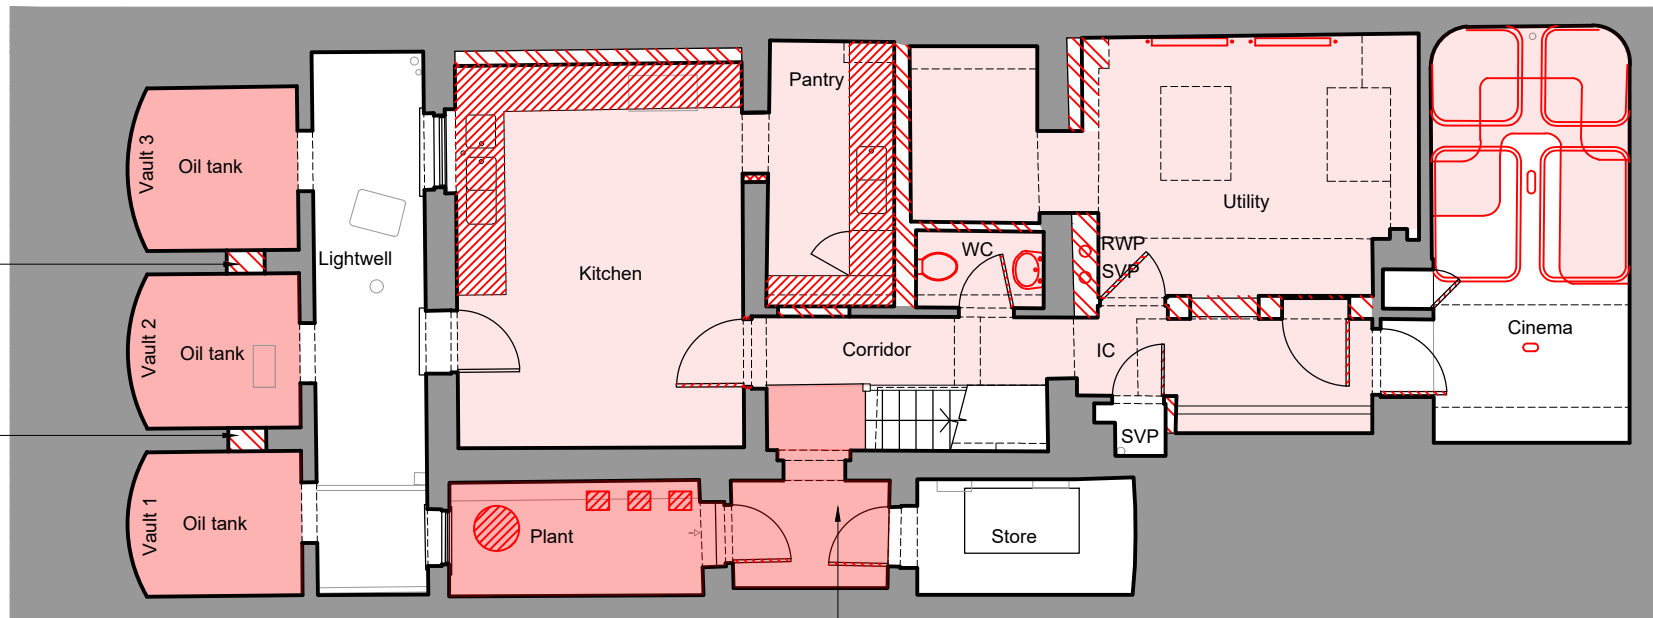 Pantry
Vault 3
Oil tank
Utility
RWP
WC
Lightwell
SVP
Kitchen
Cinema
Vault 2
Oil tank
Corridor
IC
SVP
Vault 1
Oil tank
Plant
Store